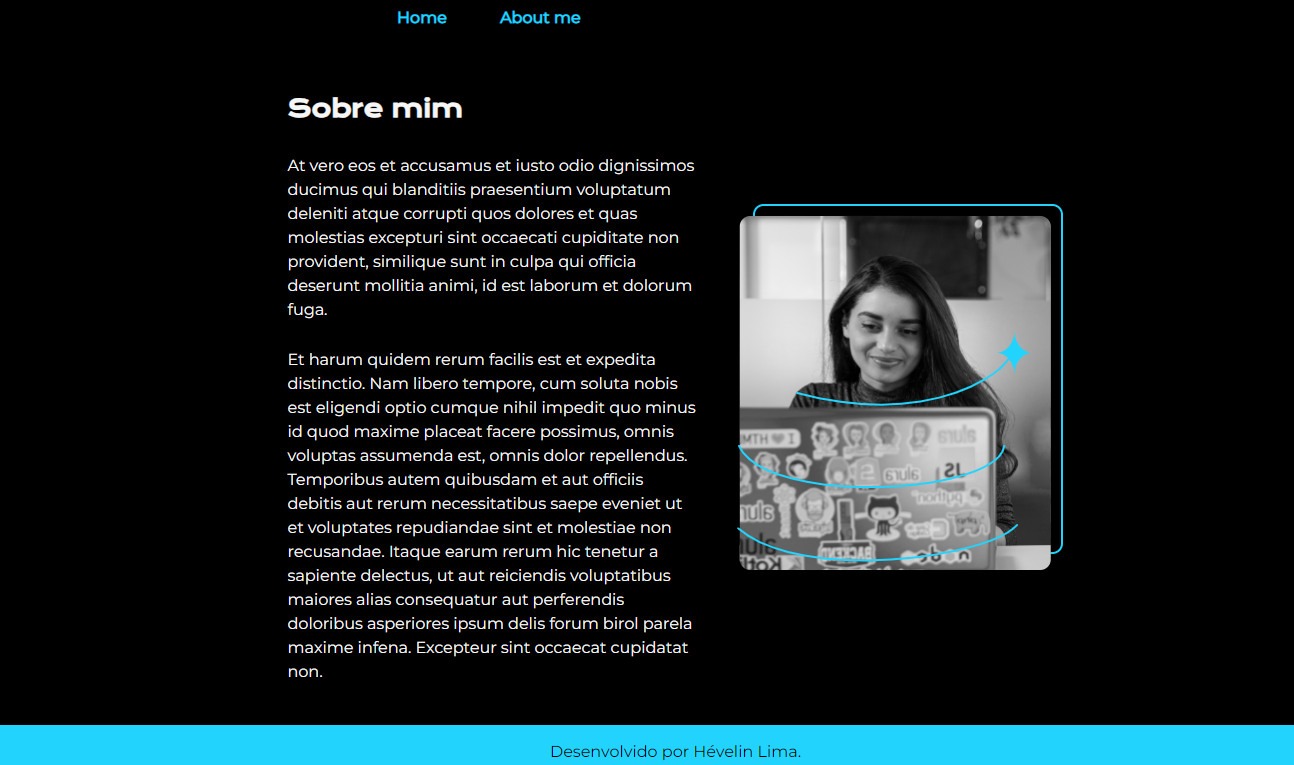 Home About me
Sobre mim
At vero eos et accusamus et iusto odio dignissimos
ducimus qui blanditiis praesentium voluptatum
deleniti atque corrupti quos dolores et quas
molestias excepturi sint occaecati cupiditate non
provident, similique sunt in culpa qui officia
deserunt mollitia animi, id est laborum et dolorum
fuga.
Et harum quidem rerum facilis est et expedita
distinctio. Nam libero tempore, cum soluta nobis
est eligendi optio cumque nihil impedit quo minus
id quod maxime placeat facere possimus, omnis
voluptas assumenda est, omnis dolor repellendus.
Temporibus autem quibusdam et aut officiis
debitis aut rerum necessitatibus saepe eveniet ut
et voluptates repudiandae sint et molestiae non
recusandae. Itaque earum rerum hic tenetur a
sapiente delectus, ut aut reiciendis voluptatibus
maiores alias consequatur aut perferendis
doloribus asperiores ipsum delis forum birol parela
maxime infena. Excepteur sint occaecat cupidatat
non.
alura
alura
JS
python
BACKEND
node
Desenvolvido por Hévelin Lima.